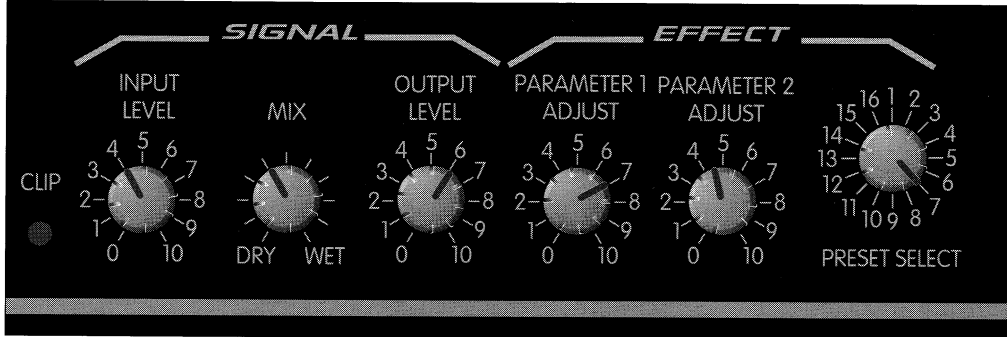 SIGNAL
EFFECT
INPUT
LEVEL
MIX
OUTPUT
LEVEL
PARAMETER 1
ADJUST
PARAMETER 2
ADJUST
CLIP
0 1 2 3 4 5 6 7 8 9 10
DRY WET
0 1 2 3 4 5 6 7 8 9 10
0 1 2 3 4 5 6 7 8 9 10
0 1 2 3 4 5 6 7 8 9 10
1 2 3 4 5 6 7 8 9 10 11 12 13 14 15 16
PRESET SELECT